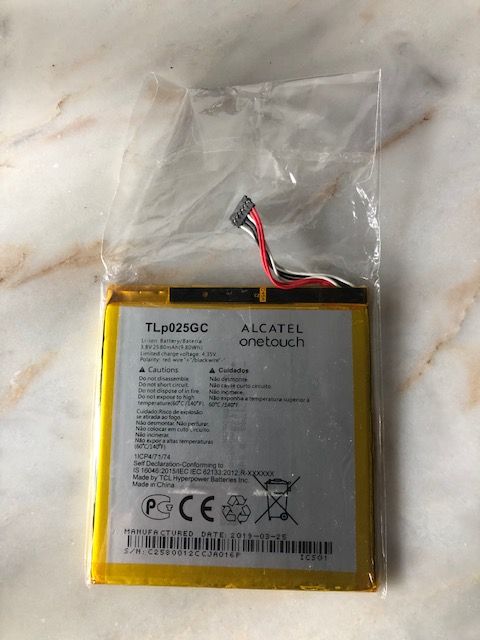 TLp025GC
ALCATEL
onetouch
Li-ion Battery/Bateria
3.8V 2580mAh(9.80Wh)
Limited charge voltage: 4.35V
Polarity: red wire"+"/black wire"-"
Cautions
Do not disassemble
Do not short circuit.
Do not dispose of in fire
Do not expose to high
temperature(60°C/140°F)
Cuidados
Não desmonte
Não cause curto circuito
Não incinere.
Não exponha a temperatura superior à
60°C/140°F.
Cuidado:Risco de explosão
se atirada ao fogo.
Não desmontar. Não perfurar.
Não colocar em curto circuito
Não incineras
Não expor a altas temperaturas
(60°C/140°F)
1ICP4/71/74
Self Declaration-Conforming to
IS 16046:2015/IEC IEC 62133:2012,R-XXXXXX
Made by TCL Hyperpower Batteries Inc.
Made in China
MANUFACTURED DATE: 2019-03-25
S/N: C2580012CCJA016P
IC501